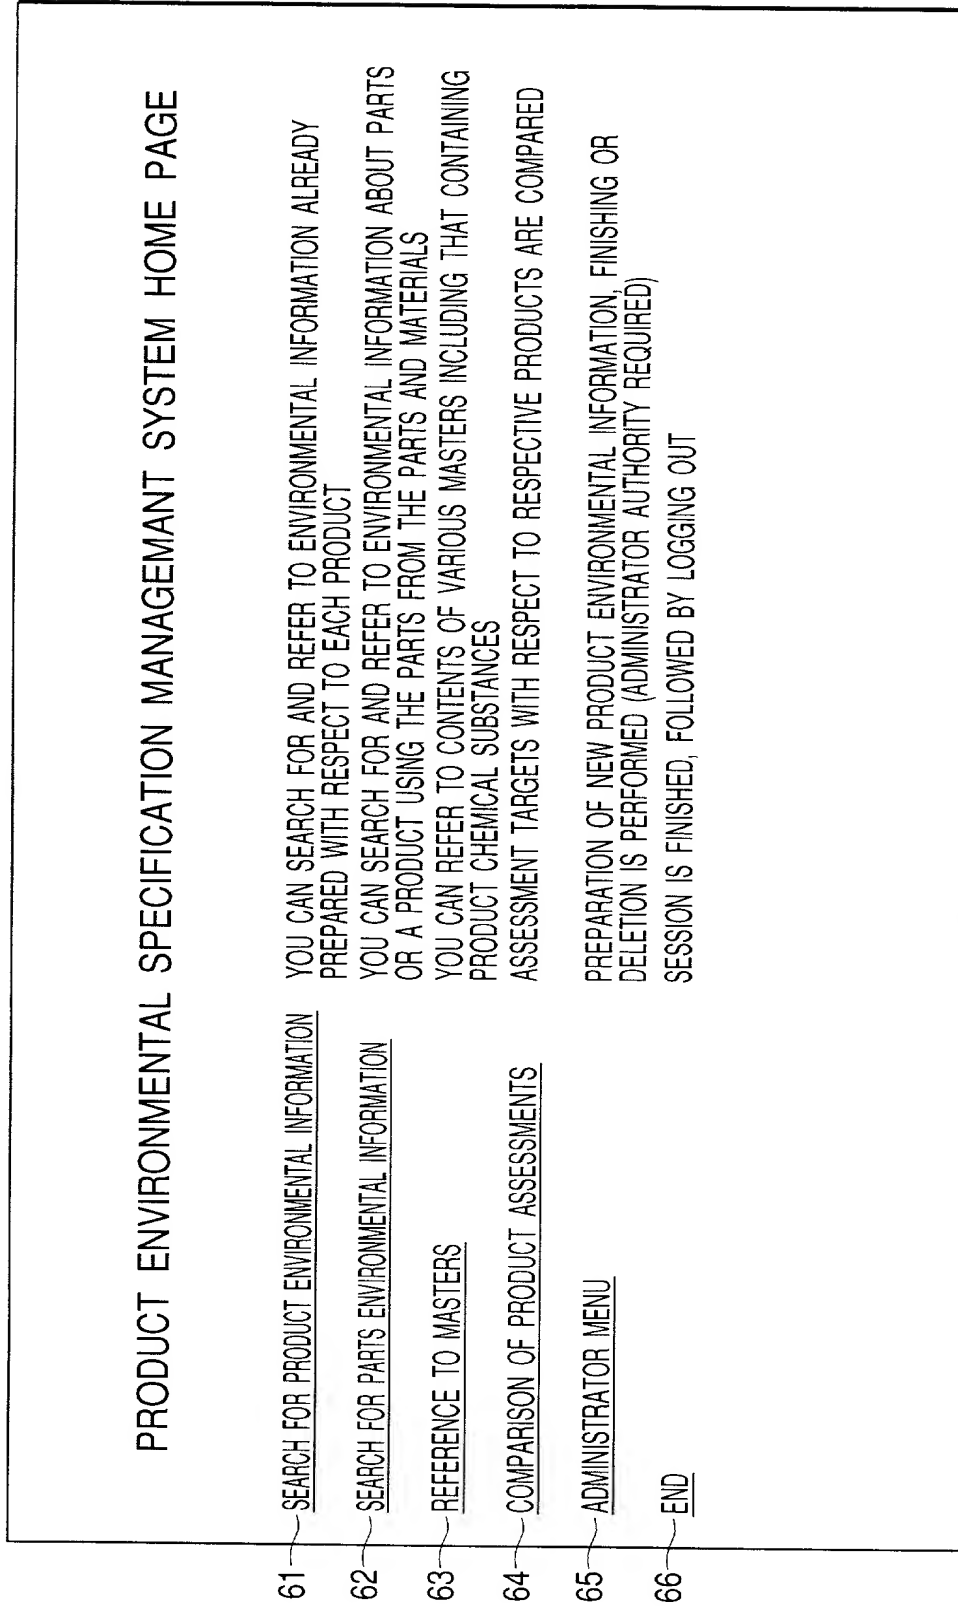 PRODUCT ENVIRONMENTAL SPECIFICATION MANAGEMANT SYSTEM HOME PAGE
61 SEARCH FOR PRODUCT ENVIRONMENTAL INFORMATION YOU CAN SEARCH FOR AND REFER TO ENVIRONMENTAL INFORMATION ALREADY
PREPARED WITH RESPECT TO EACH PRODUCT
62 SEARCH FOR PARTS ENVIRONMENTAL INFORMATION YOU CAN SEARCH FOR AND REFER TO ENVIRONMENTAL INFORMATION ABOUT PARTS
OR A PRODUCT USING THE PARTS FROM THE PARTS AND MATERIALS
63 REFERENCE TO MASTERS YOU CAN REFER TO CONTENTS OF VARIOUS MASTERS INCLUDING THAT CONTAINING
PRODUCT CHEMICAL SUBSTANCES
64 COMPARISON OF PRODUCT ASSESSMENTS ASSESSMENT TARGETS WITH RESPECT TO RESPECTIVE PRODUCTS ARE COMPARED
65 ADMINISTRATOR MENU PREPARATION OF NEW PRODUCT ENVIRONMENTAL INFORMATION, FINISHING OR
DELETION IS PERFORMED (ADMINISTRATOR AUTHORITY REQUIRED)
66 END SESSION IS FINISHED, FOLLOWED BY LOGGING OUT